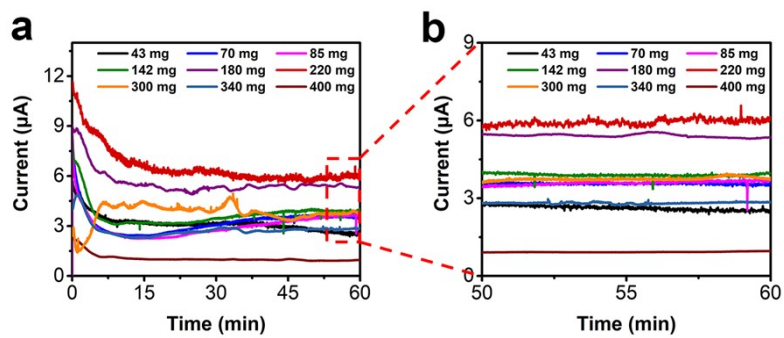 a
43 mg 70 mg 85 mg
142 mg 180 mg 220 mg
300 mg 340 mg 400 mg
Current (μA)
12
9
6
3
0
0 15 30 45 60
Time (min)
b
43 mg 70 mg 85 mg
142 mg 180 mg 220 mg
300 mg 340 mg 400 mg
Current (μA)
9
6
3
0
50 55 60
Time (min)